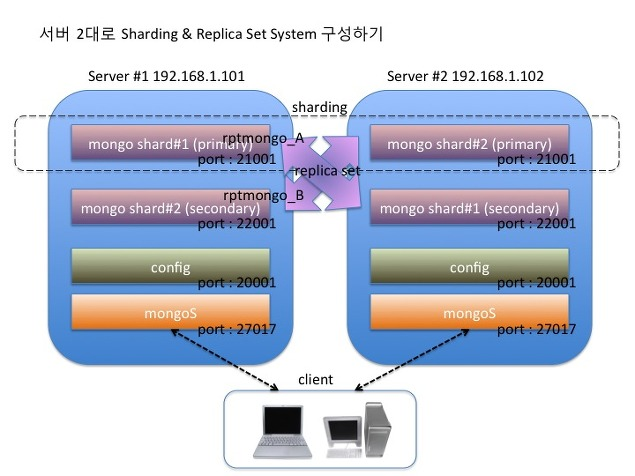 서버 2대로 Sharding & Replica Set System 구성하기
Server #1 192.168.1.101
Server #2 192.168.1.102
sharding
mongo shard#1 (primary)
port : 21001
rptmongo_A
mongo shard#2 (primary)
port : 21001
replica set
rptmongo_B
mongo shard#2 (secondary)
port : 22001
mongo shard#1 (secondary)
port : 22001
config
port : 20001
config
port : 20001
mongoS
port : 27017
mongoS
port : 27017
client